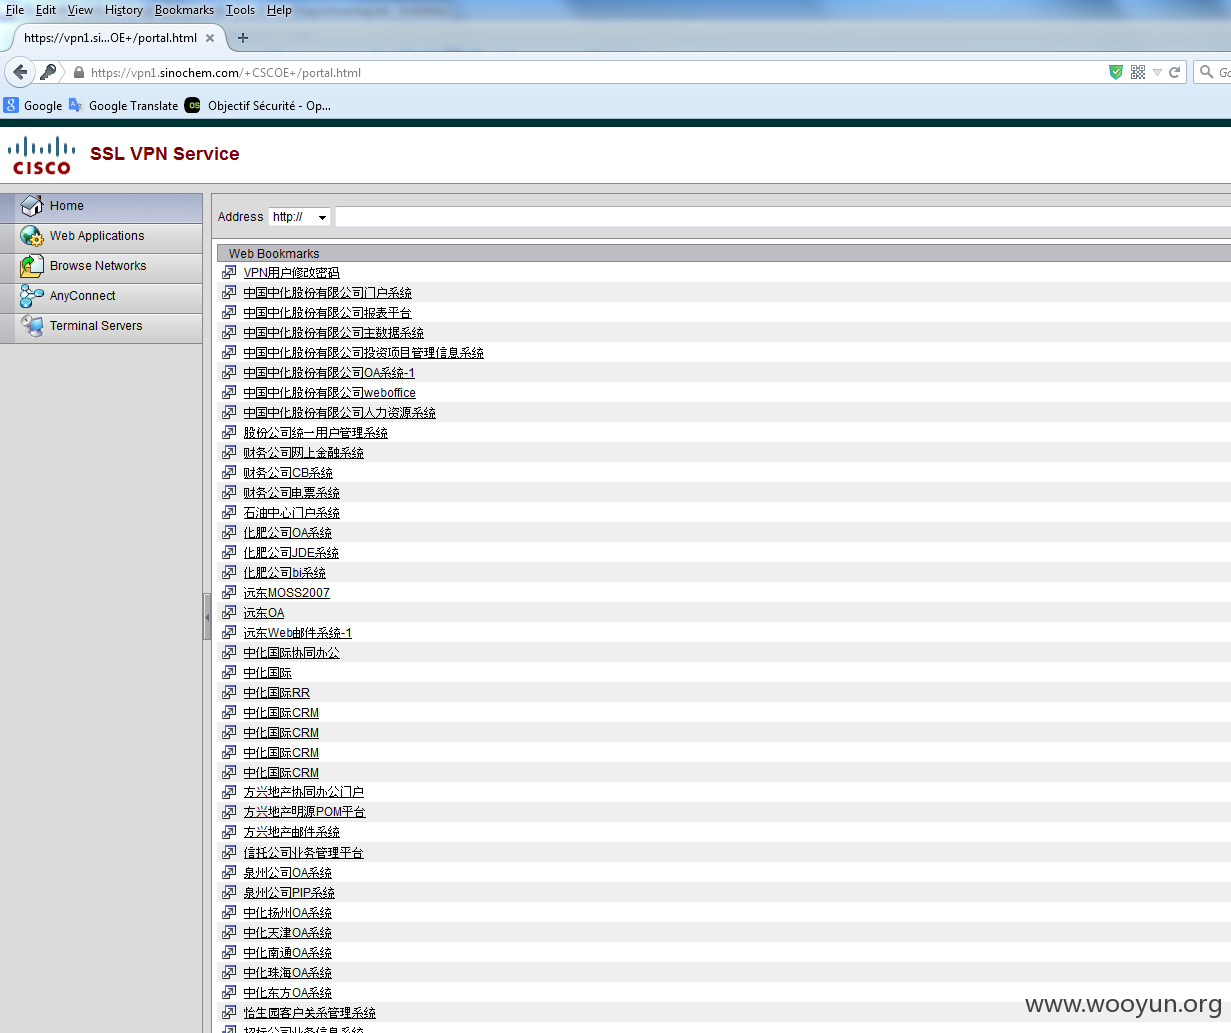 File Edit View History Bookmarks Tools Help
https://vpn1.si...OE+/portal.html
https://vpn1.sinochem.com/+CSCOE+/portal.html
Google Google Translate OS Objectif Sécurité - Op...
CISCO SSL VPN Service
Home
Web Applications
Browse Networks
AnyConnect
Terminal Servers
Address http://
Web Bookmarks
VPN用户修改密码
中国中化股份有限公司门户系统
中国中化股份有限公司报表平台
中国中化股份有限公司主数据系统
中国中化股份有限公司投资项目管理信息系统
中国中化股份有限公司OA系统-1
中国中化股份有限公司weboffice
中国中化股份有限公司人力资源系统
股份公司统一用户管理系统
财务公司网上金融系统
财务公司CB系统
财务公司电票系统
石油中心门户系统
化肥公司OA系统
化肥公司JDE系统
化肥公司bi系统
远东MOSS2007
远东OA
远东Web邮件系统-1
中化国际协同办公
中化国际
中化国际RR
中化国际CRM
中化国际CRM
中化国际CRM
中化国际CRM
方兴地产协同办公门户
方兴地产明源POM平台
方兴地产邮件系统
信托公司业务管理平台
泉州公司OA系统
泉州公司PIP系统
中化扬州OA系统
中化天津OA系统
中化南通OA系统
中化珠海OA系统
中化东方OA系统
怡生园客户关系管理系统
招标公司业务信息系统
www.wooyun.org